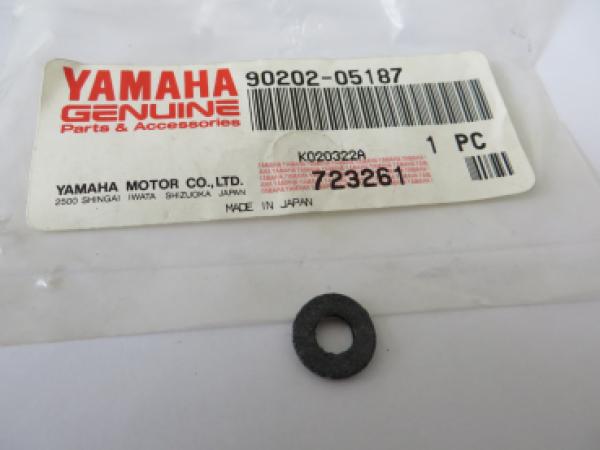 YAMAHA
GENUINE
Parts & Accessories
90202-05187
1 PC
K020322A
723261
YAMAHA MOTOR CO., LTD.
2500 SHINGAI IWATA SHIZUOKA JAPAN
MADE IN JAPAN